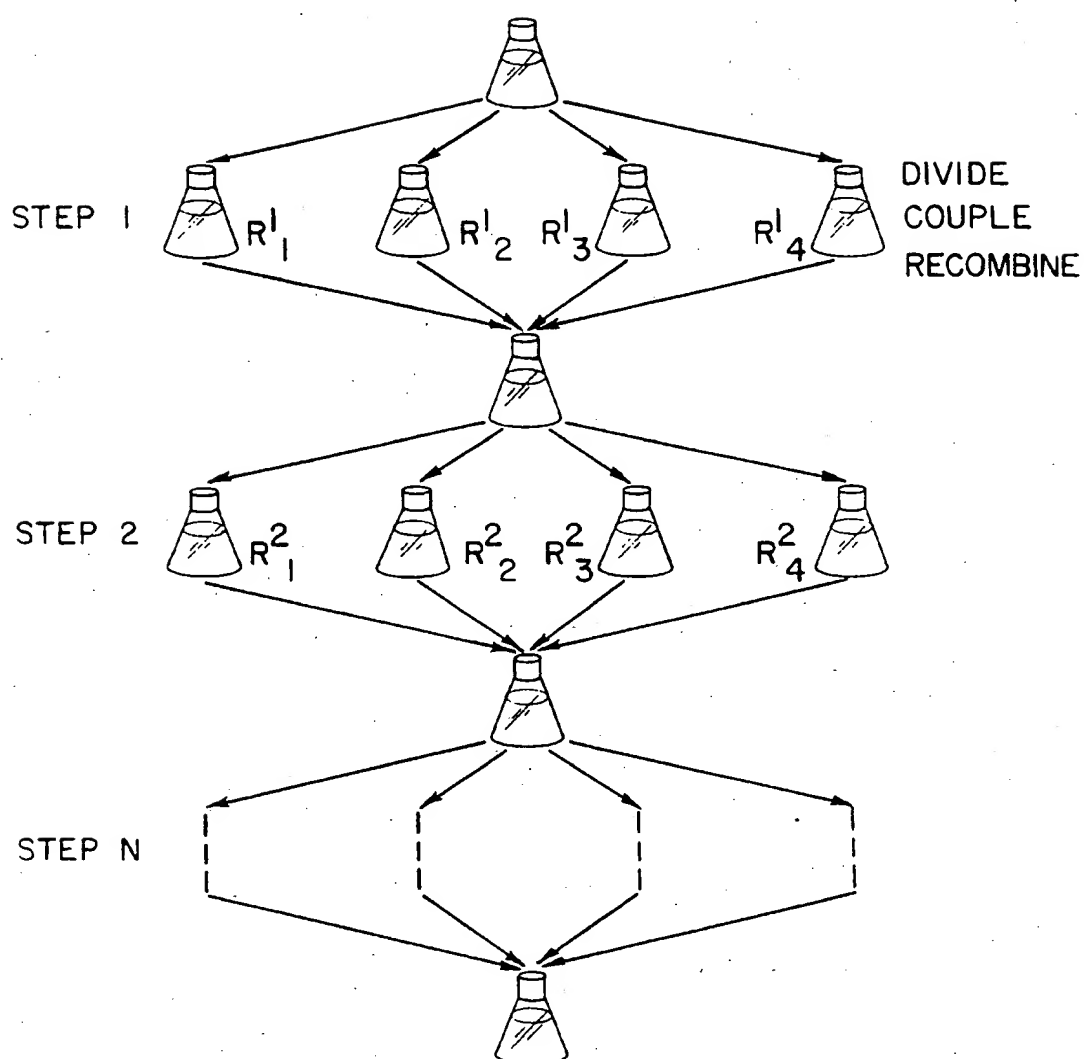 DIVIDE
STEP 1 R¹₁ R¹₂ R¹₃ R¹₄ COUPLE
RECOMBINE
STEP 2 R²₁ R²₂ R²₃ R²₄
STEP N